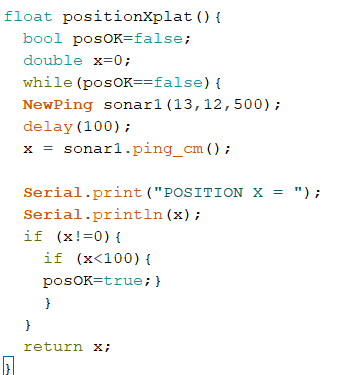 float positionXplat(){
  bool posOK=false;
  double x=0;
  while(posOK==false){
  NewPing sonar1(13,12,500);
  delay(100);
  x = sonar1.ping_cm();

  Serial.print("POSITION X = ");
  Serial.println(x);
  if (x!=0){
    if (x<100){
    posOK=true;}
    }
  }
  return x;
}